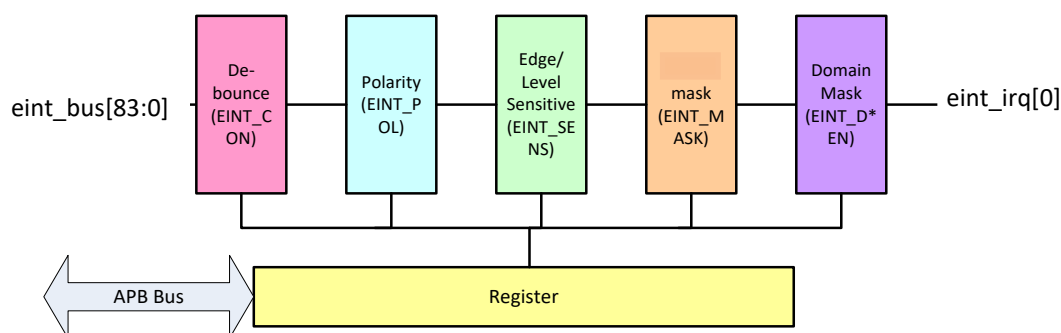 eint_bus[83:0]
De-
bounce
(EINT_C
ON)
Polarity
(EINT_P
OL)
Edge/
Level
Sensitive
(EINT_SE
NS)
mask
(EINT_M
ASK)
Domain
Mask
(EINT_D*
EN)
eint_irq[0]
APB Bus
Register